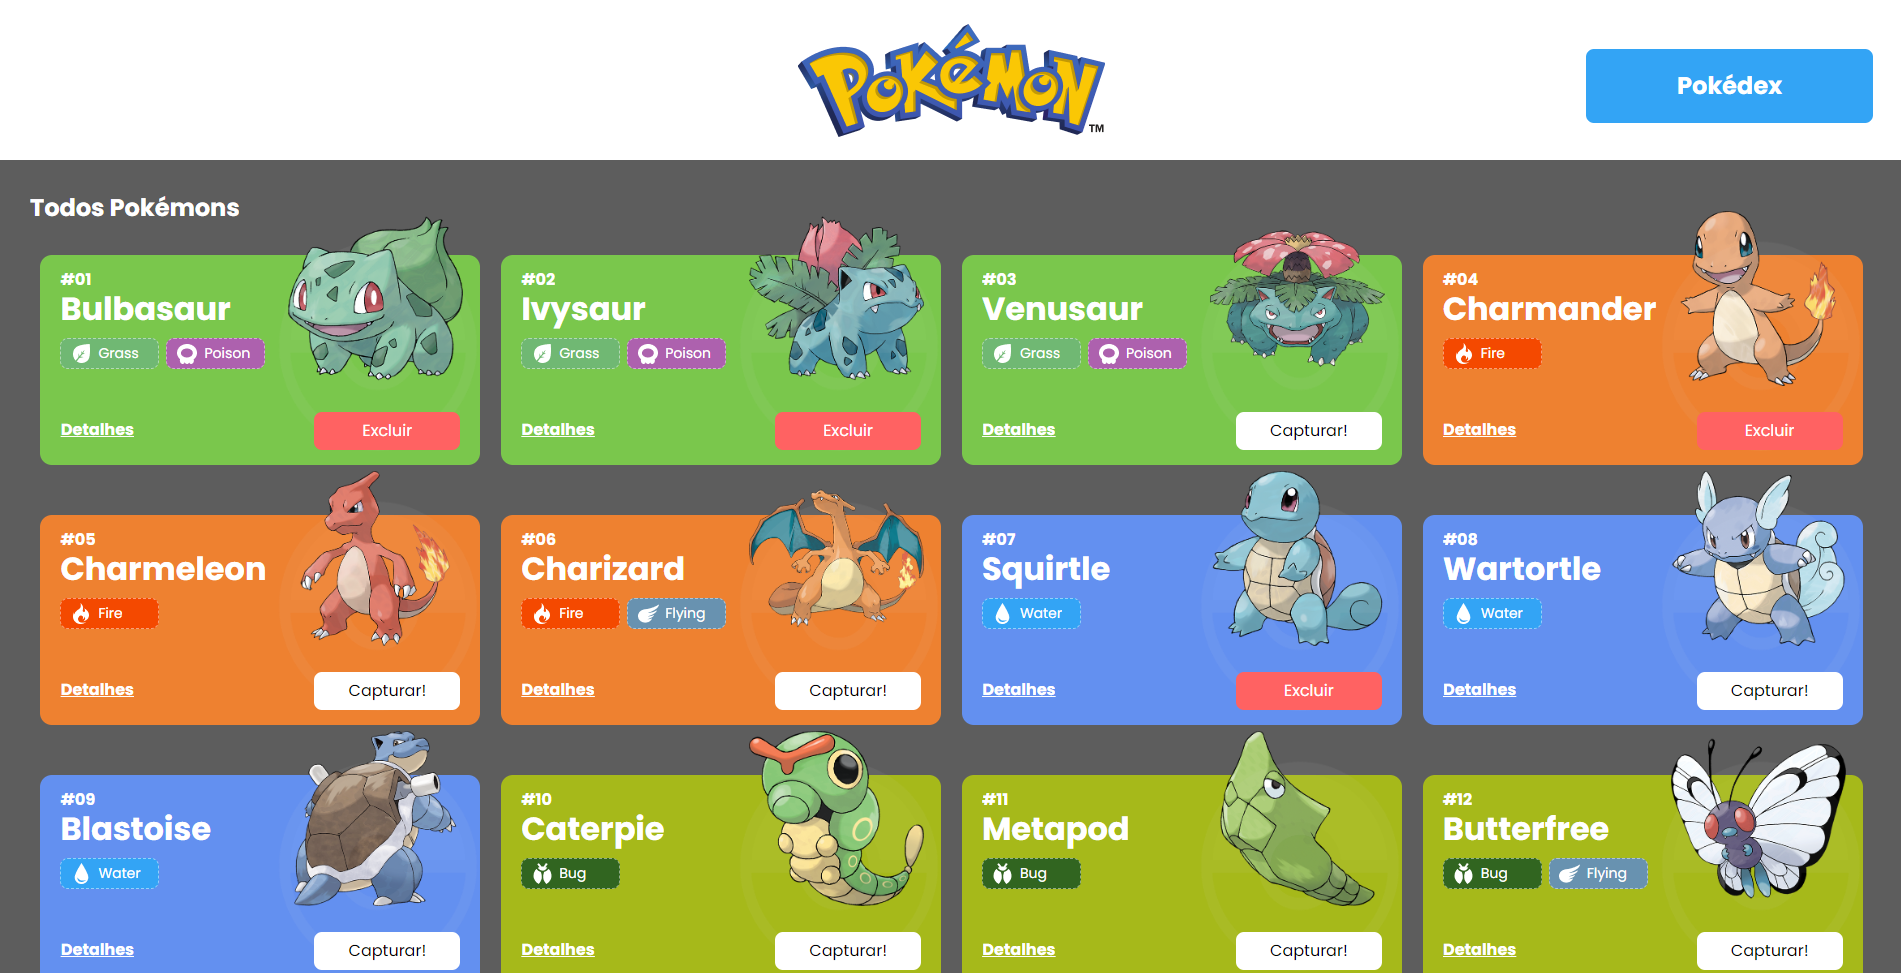 Pokémon
TM
Pokédex
Todos Pokémons
#01
Bulbasaur
Grass Poison
Detalhes Excluir
#02
Ivysaur
Grass Poison
Detalhes Excluir
#03
Venusaur
Grass Poison
Detalhes Capturar!
#04
Charmander
Fire
Detalhes Excluir
#05
Charmeleon
Fire
Detalhes Capturar!
#06
Charizard
Fire Flying
Detalhes Capturar!
#07
Squirtle
Water
Detalhes Excluir
#08
Wartortle
Water
Detalhes Capturar!
#09
Blastoise
Water
Detalhes Capturar!
#10
Caterpie
Bug
Detalhes Capturar!
#11
Metapod
Bug
Detalhes Capturar!
#12
Butterfree
Bug Flying
Detalhes Capturar!